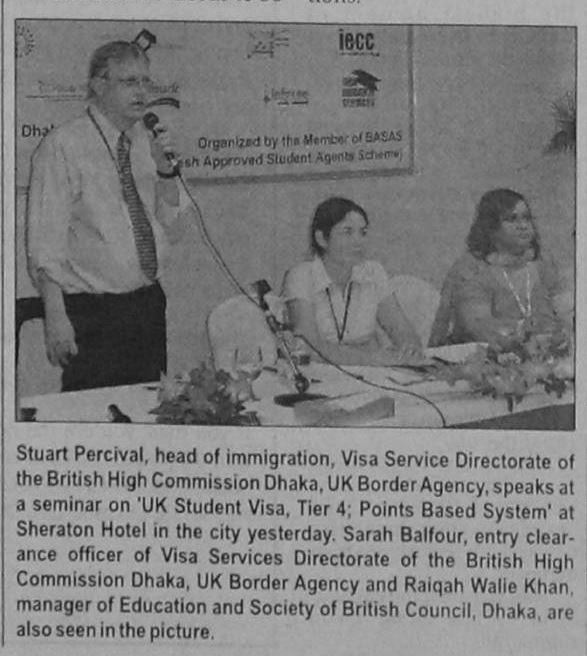 tions.
iecc
Dha
Organized by the Member of BASAS
sh Approved Student Agents Scheme)
Stuart Percival, head of immigration, Visa Service Directorate of
the British High Commission Dhaka, UK Border Agency, speaks at
a seminar on 'UK Student Visa, Tier 4; Points Based System' at
Sheraton Hotel in the city yesterday. Sarah Balfour, entry clear-
ance officer of Visa Services Directorate of the British High
Commission Dhaka, UK Border Agency and Raiqah Walie Khan,
manager of Education and Society of British Council, Dhaka, are
also seen in the picture.